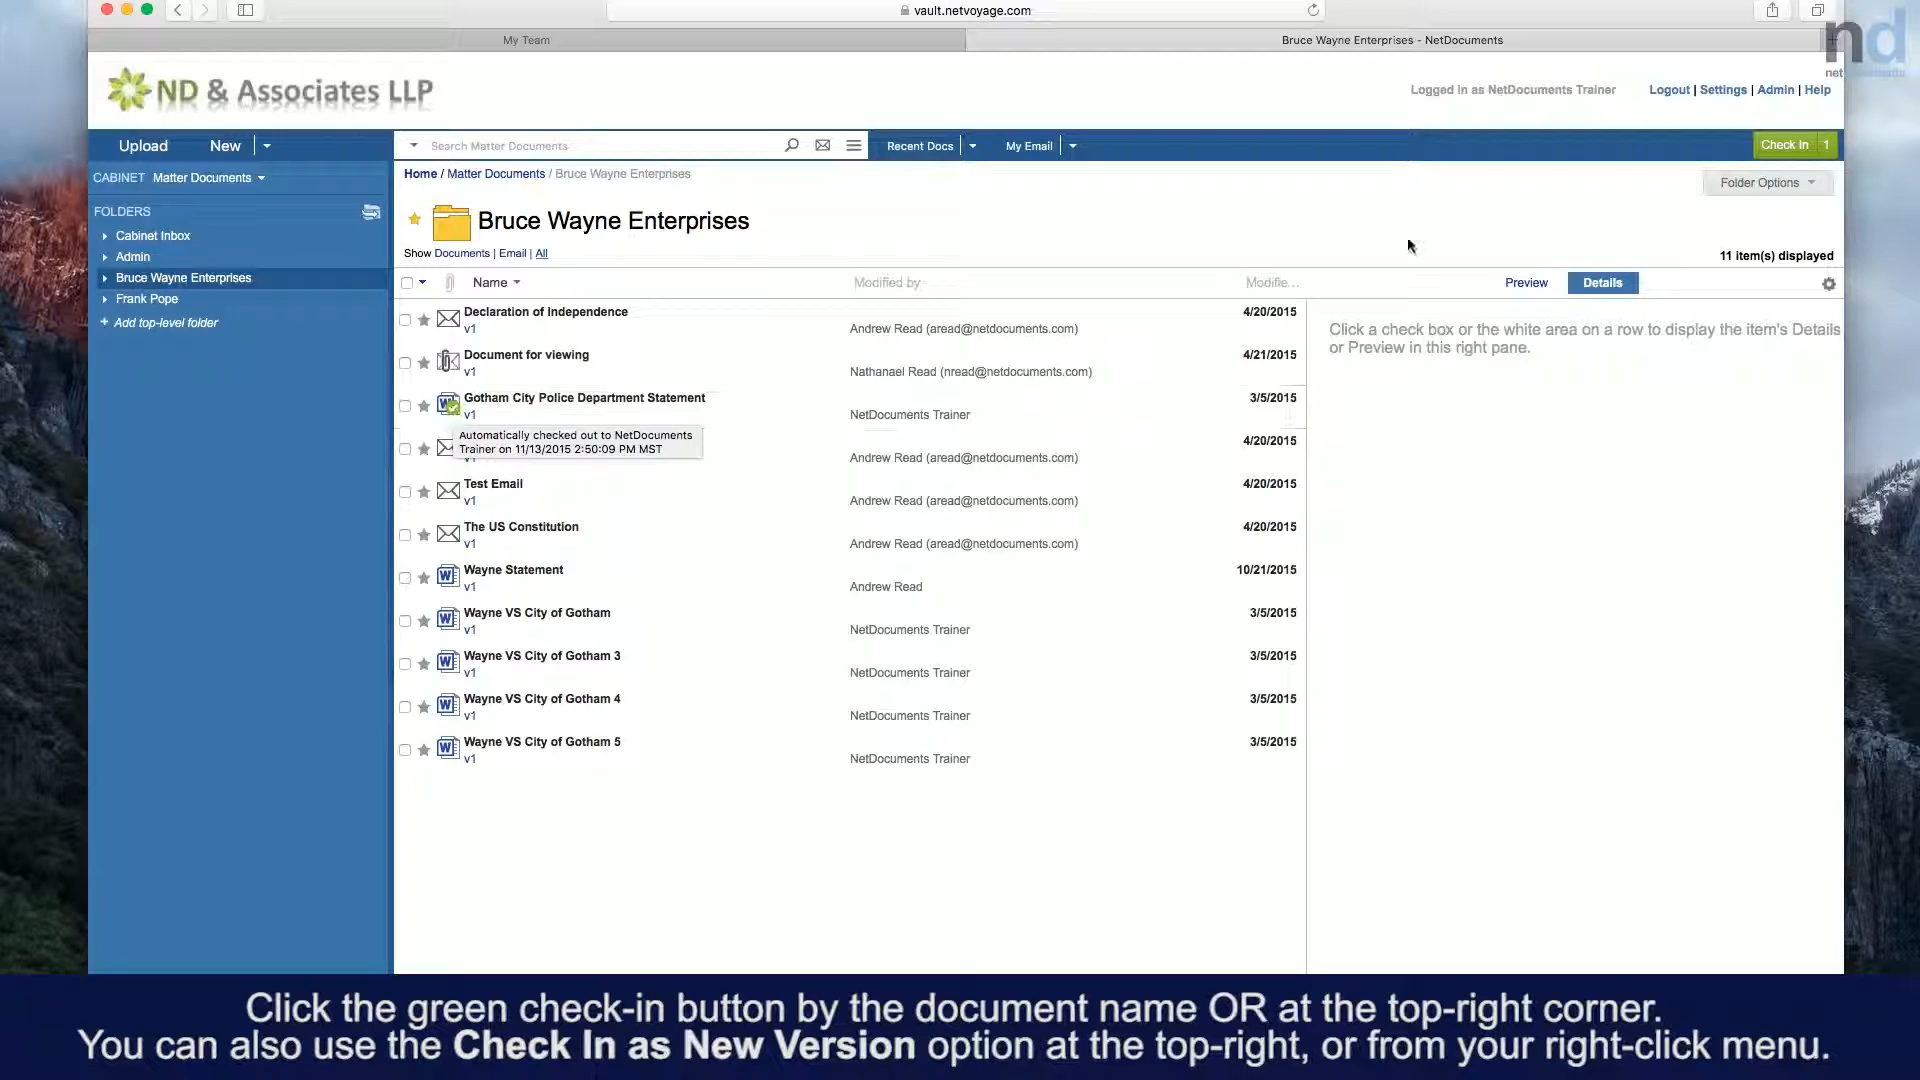 vault.netvoyage.com
My Team
Bruce Wayne Enterprises - NetDocuments
nd
ND & Associates LLP
Logged in as NetDocuments Trainer
Logout | Settings | Admin | Help
Upload
New
Search Matter Documents
Recent Docs
My Email
Check In 1
CABINET Matter Documents
Home / Matter Documents / Bruce Wayne Enterprises
Folder Options
FOLDERS
Cabinet Inbox
Admin
Bruce Wayne Enterprises
Frank Pope
+ Add top-level folder
Bruce Wayne Enterprises
Show Documents | Email | All
11 item(s) displayed
Name
Modified by
Modifie...
Preview
Details
Declaration of Independence
4/20/2015
v1
Andrew Read (aread@netdocuments.com)
Document for viewing
4/21/2015
v1
Nathanael Read (nread@netdocuments.com)
Gotham City Police Department Statement
3/5/2015
v1
NetDocuments Trainer
Automatically checked out to NetDocuments
Trainer on 11/13/2015 2:50:09 PM MST
4/20/2015
v1
Andrew Read (aread@netdocuments.com)
Test Email
4/20/2015
v1
Andrew Read (aread@netdocuments.com)
The US Constitution
4/20/2015
v1
Andrew Read (aread@netdocuments.com)
Wayne Statement
10/21/2015
v1
Andrew Read
Wayne VS City of Gotham
3/5/2015
v1
NetDocuments Trainer
Wayne VS City of Gotham 3
3/5/2015
v1
NetDocuments Trainer
Wayne VS City of Gotham 4
3/5/2015
v1
NetDocuments Trainer
Wayne VS City of Gotham 5
3/5/2015
v1
NetDocuments Trainer
Click a check box or the white area on a row to display the item's Details
or Preview in this right pane.
Click the green check-in button by the document name OR at the top-right corner.
You can also use the Check In as New Version option at the top-right, or from your right-click menu.